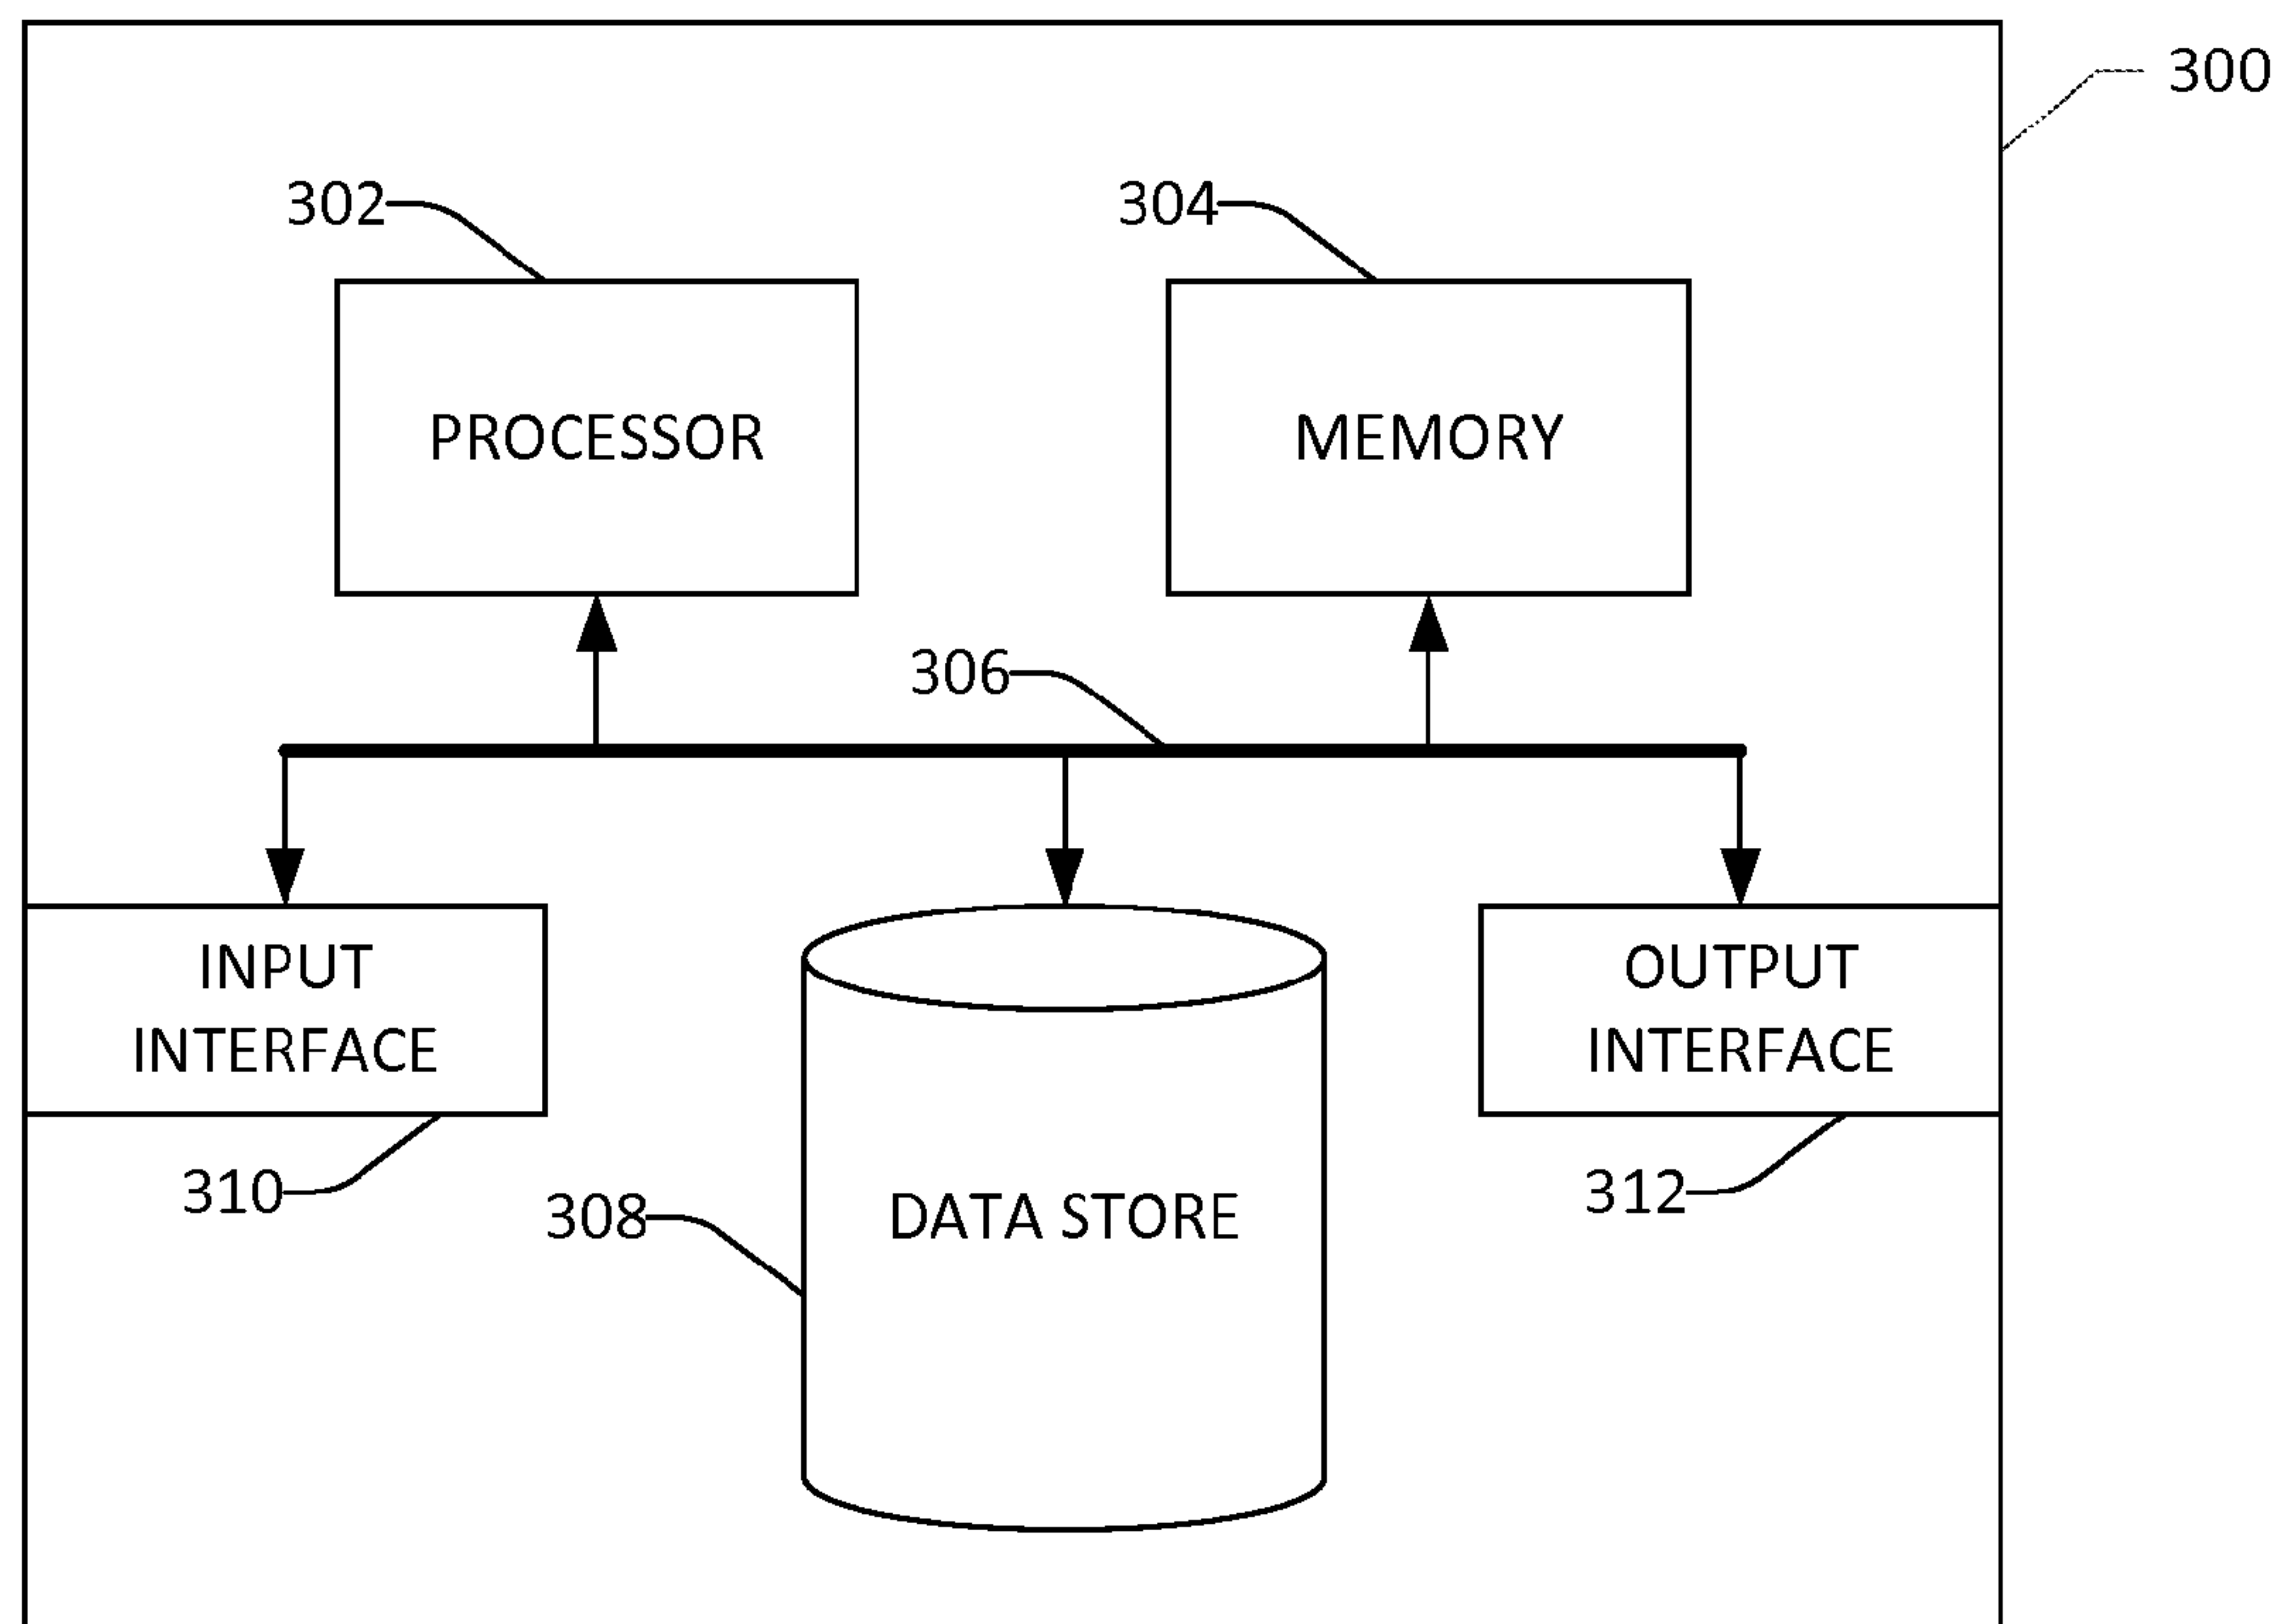 300
302
304
PROCESSOR
MEMORY
306
INPUT
INTERFACE
OUTPUT
INTERFACE
310
308
DATA STORE
312